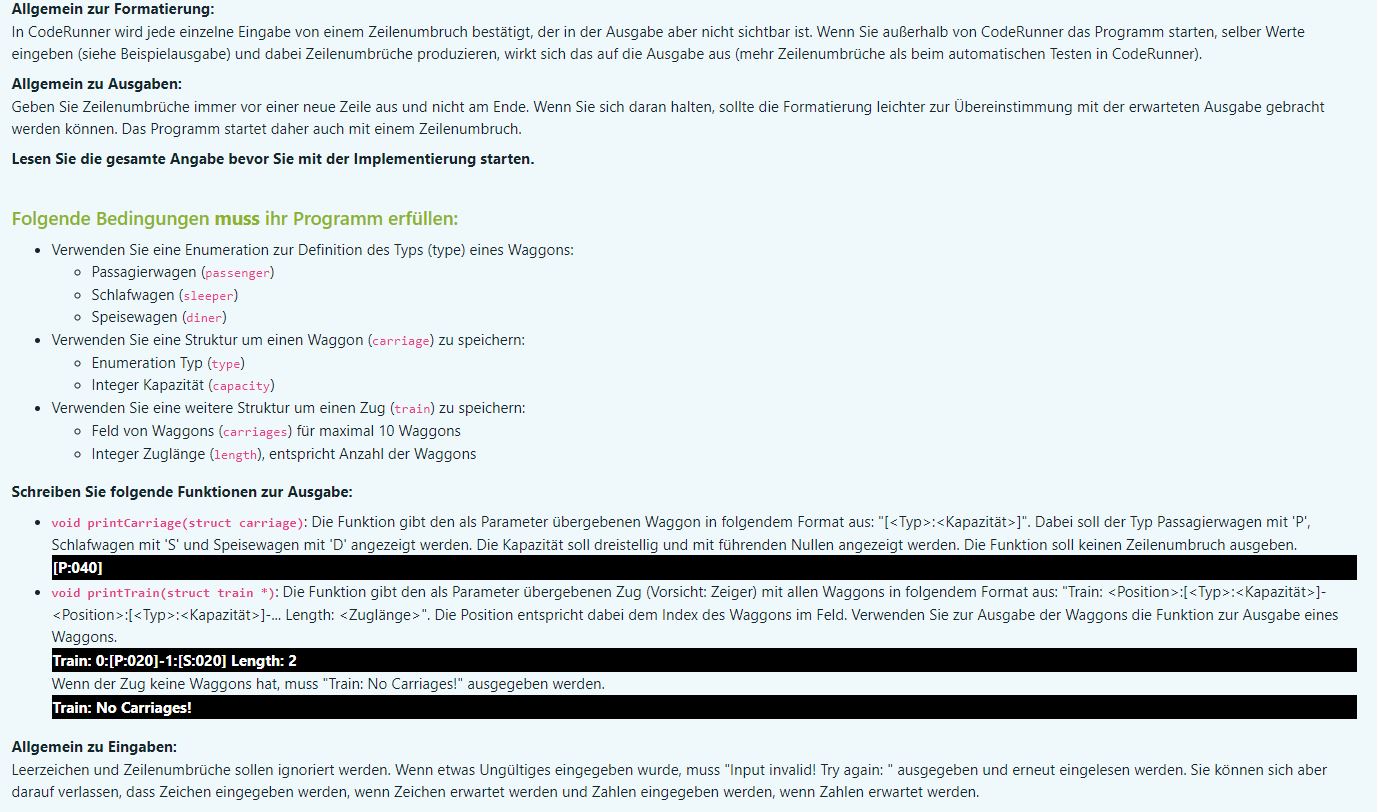 Allgemein zur Formatierung:
In CodeRunner wird jede einzelne Eingabe von einem Zeilenumbruch bestätigt, der in der Ausgabe aber nicht sichtbar ist. Wenn Sie außerhalb von CodeRunner das Programm starten, selber Werte
eingeben (siehe Beispielausgabe) und dabei Zeilenumbrüche produzieren, wirkt sich das auf die Ausgabe aus (mehr Zeilenumbrüche als beim automatischen Testen in CodeRunner).
Allgemein zu Ausgaben:
Geben Sie Zeilenumbrüche immer vor einer neue Zeile aus und nicht am Ende. Wenn Sie sich daran halten, sollte die Formatierung leichter zur Übereinstimmung mit der erwarteten Ausgabe gebracht
werden können. Das Programm startet daher auch mit einem Zeilenumbruch.
Lesen Sie die gesamte Angabe bevor Sie mit der Implementierung starten.
Folgende Bedingungen muss ihr Programm erfüllen:
• Verwenden Sie eine Enumeration zur Definition des Typs (type) eines Waggons:
◦ Passagierwagen (passenger)
◦ Schlafwagen (sleeper)
◦ Speisewagen (diner)
• Verwenden Sie eine Struktur um einen Waggon (carriage) zu speichern:
◦ Enumeration Typ (type)
◦ Integer Kapazität (capacity)
• Verwenden Sie eine weitere Struktur um einen Zug (train) zu speichern:
◦ Feld von Waggons (carriages) für maximal 10 Waggons
◦ Integer Zuglänge (length), entspricht Anzahl der Waggons
Schreiben Sie folgende Funktionen zur Ausgabe:
• void printCarriage(struct carriage): Die Funktion gibt den als Parameter übergebenen Waggon in folgendem Format aus: "[<Typ>:<Kapazität>]". Dabei soll der Typ Passagierwagen mit 'P',
Schlafwagen mit 'S' und Speisewagen mit 'D' angezeigt werden. Die Kapazität soll dreistellig und mit führenden Nullen angezeigt werden. Die Funktion soll keinen Zeilenumbruch ausgeben.
[P:040]
• void printTrain(struct train *): Die Funktion gibt den als Parameter übergebenen Zug (Vorsicht: Zeiger) mit allen Waggons in folgendem Format aus: "Train: <Position>:[<Typ>:<Kapazität>]-
<Position>:[<Typ>:<Kapazität>]-... Length: <Zuglänge>". Die Position entspricht dabei dem Index des Waggons im Feld. Verwenden Sie zur Ausgabe der Waggons die Funktion zur Ausgabe eines
Waggons.
Train: 0:[P:020]-1:[S:020] Length: 2
Wenn der Zug keine Waggons hat, muss "Train: No Carriages!" ausgegeben werden.
Train: No Carriages!
Allgemein zu Eingaben:
Leerzeichen und Zeilenumbrüche sollen ignoriert werden. Wenn etwas Ungültiges eingegeben wurde, muss "Input invalid! Try again: " ausgegeben und erneut eingelesen werden. Sie können sich aber
darauf verlassen, dass Zeichen eingegeben werden, wenn Zeichen erwartet werden und Zahlen eingegeben werden, wenn Zahlen erwartet werden.